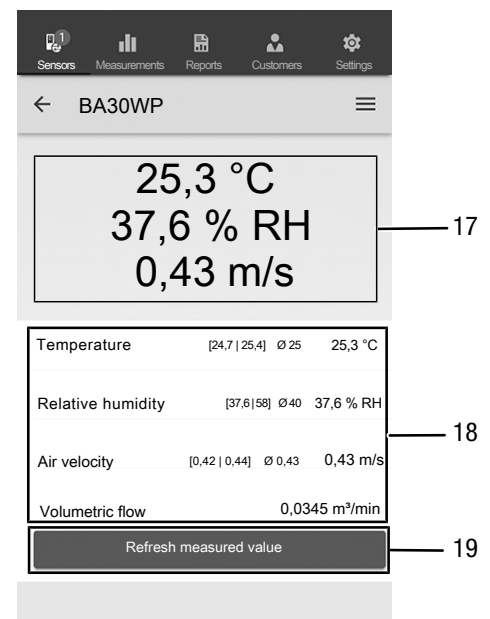 1
Sensors Measurements Reports Customers Settings
BA30WP
25,3 °C
37,6 % RH
0,43 m/s
17
Temperature [24,7 | 25,4] Ø 25 25,3 °C
Relative humidity [37,6|58] Ø 40 37,6 % RH
18
Air velocity [0,42 | 0,44] Ø 0,43 0,43 m/s
Volumetric flow 0,0345 m³/min
Refresh measured value
19